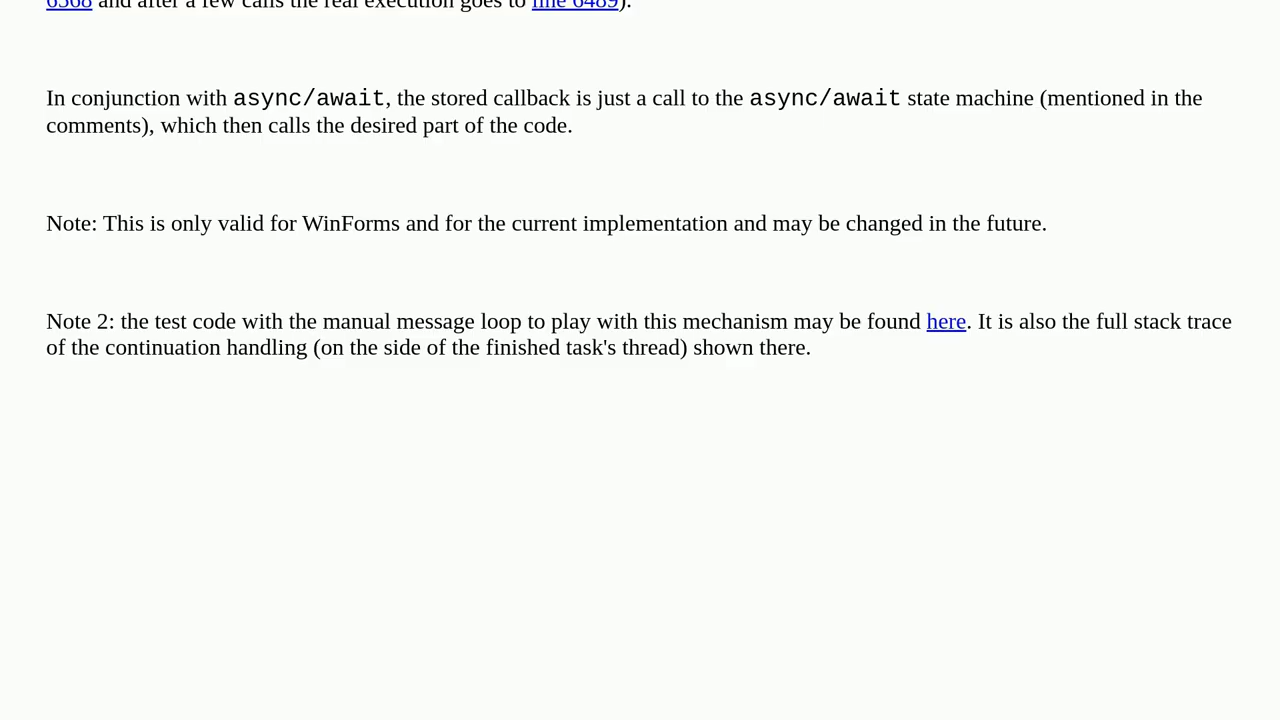 6568 and after a few calls the real execution goes to line 6489).
In conjunction with async/await, the stored callback is just a call to the async/await state machine (mentioned in the
comments), which then calls the desired part of the code.
Note: This is only valid for WinForms and for the current implementation and may be changed in the future.
Note 2: the test code with the manual message loop to play with this mechanism may be found here. It is also the full stack trace
of the continuation handling (on the side of the finished task's thread) shown there.